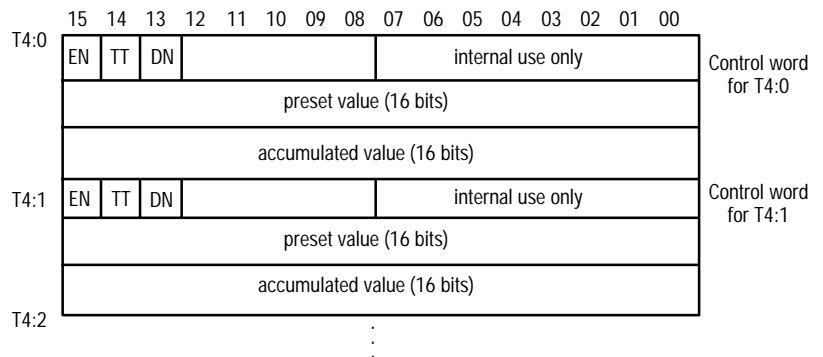 15 14 13 12 11 10 09 08 07 06 05 04 03 02 01 00
T4:0
EN TT DN internal use only
Control word
for T4:0
preset value (16 bits)
accumulated value (16 bits)
T4:1
EN TT DN internal use only
Control word
for T4:1
preset value (16 bits)
accumulated value (16 bits)
T4:2